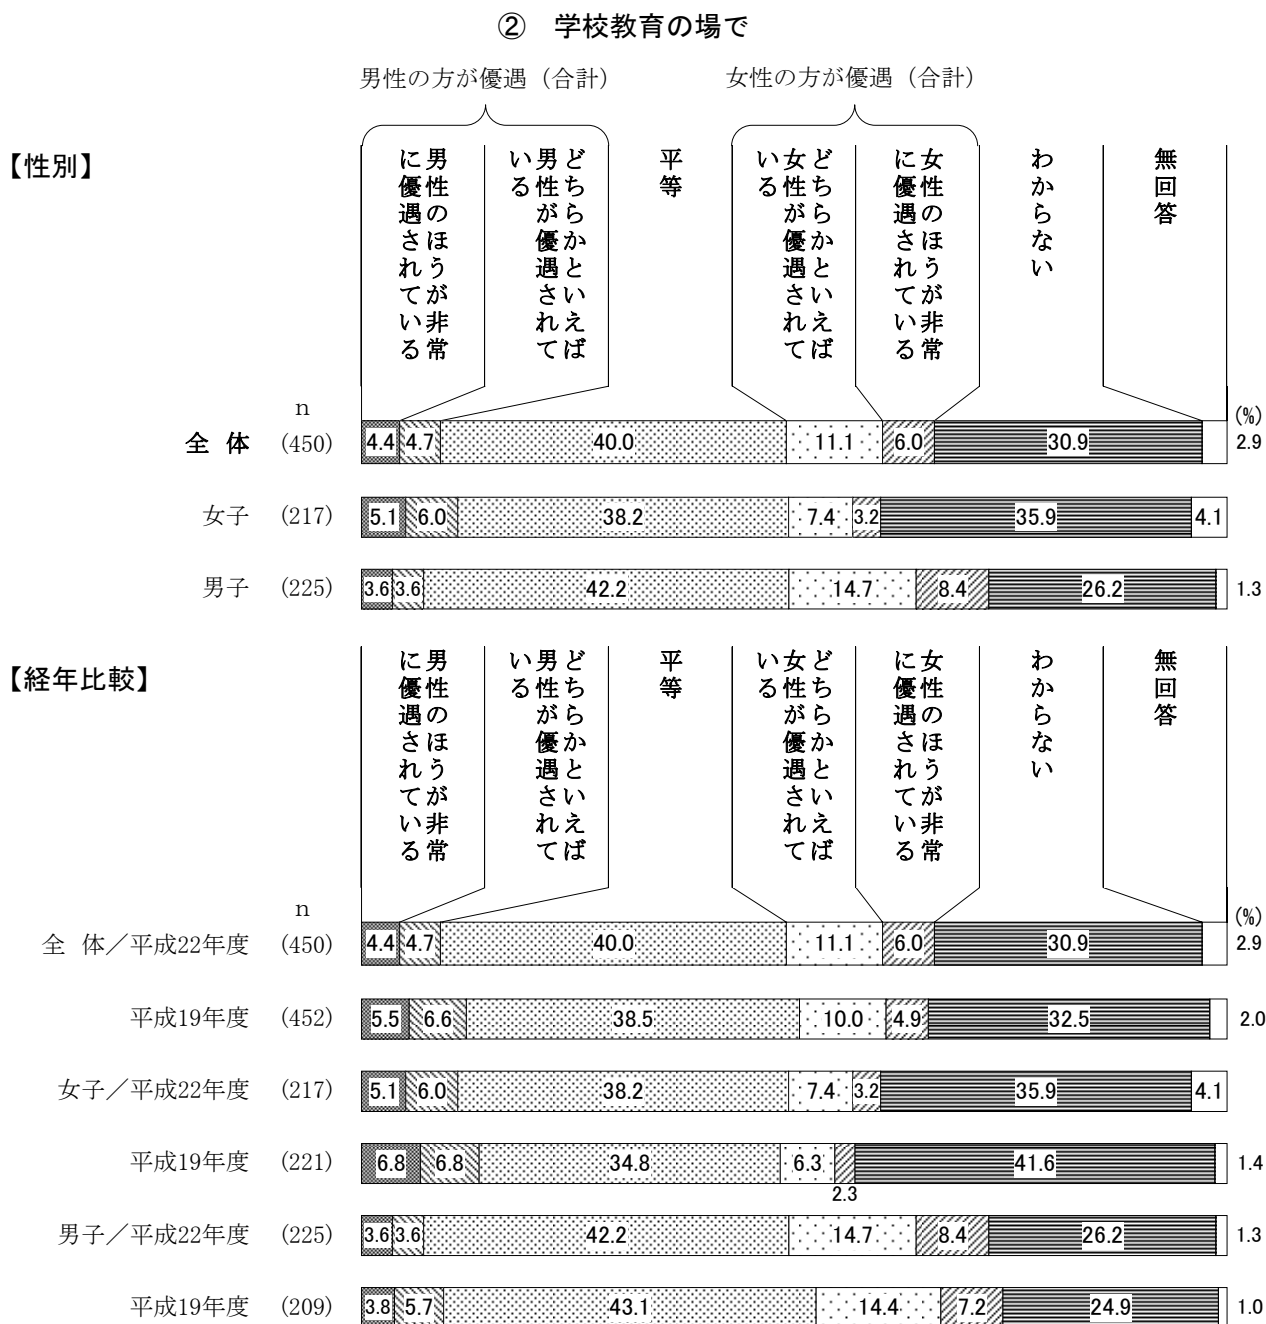 ② 学校教育の場で
男性の方が優遇（合計） 女性の方が優遇（合計）
【性別】
男性のほうが非常
に優遇されている
どちらかといえば
男性が優遇されて
いる
平等
どちらかといえば
女性が優遇されて
いる
女性のほうが非常
に優遇されている
わからない
無回答
n (%)
全 体 (450) 4.4 4.7 40.0 11.1 6.0 30.9 2.9
女子 (217) 5.1 6.0 38.2 7.4 3.2 35.9 4.1
男子 (225) 3.6 3.6 42.2 14.7 8.4 26.2 1.3
【経年比較】
男性のほうが非常
に優遇されている
どちらかといえば
男性が優遇されて
いる
平等
どちらかといえば
女性が優遇されて
いる
女性のほうが非常
に優遇されている
わからない
無回答
n (%)
全 体／平成22年度 (450) 4.4 4.7 40.0 11.1 6.0 30.9 2.9
平成19年度 (452) 5.5 6.6 38.5 10.0 4.9 32.5 2.0
女子／平成22年度 (217) 5.1 6.0 38.2 7.4 3.2 35.9 4.1
平成19年度 (221) 6.8 6.8 34.8 6.3 2.3 41.6 1.4
男子／平成22年度 (225) 3.6 3.6 42.2 14.7 8.4 26.2 1.3
平成19年度 (209) 3.8 5.7 43.1 14.4 7.2 24.9 1.0